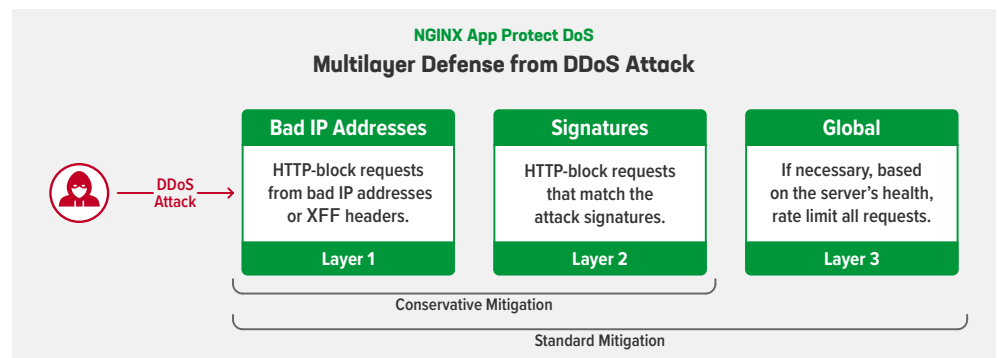 NGINX App Protect DoS
Multilayer Defense from DDoS Attack
DDoS
Attack
Bad IP Addresses
HTTP-block requests
from bad IP addresses
or XFF headers.
Layer 1
Signatures
HTTP-block requests
that match the
attack signatures.
Layer 2
Global
If necessary, based
on the server's health,
rate limit all requests.
Layer 3
Conservative Mitigation
Standard Mitigation